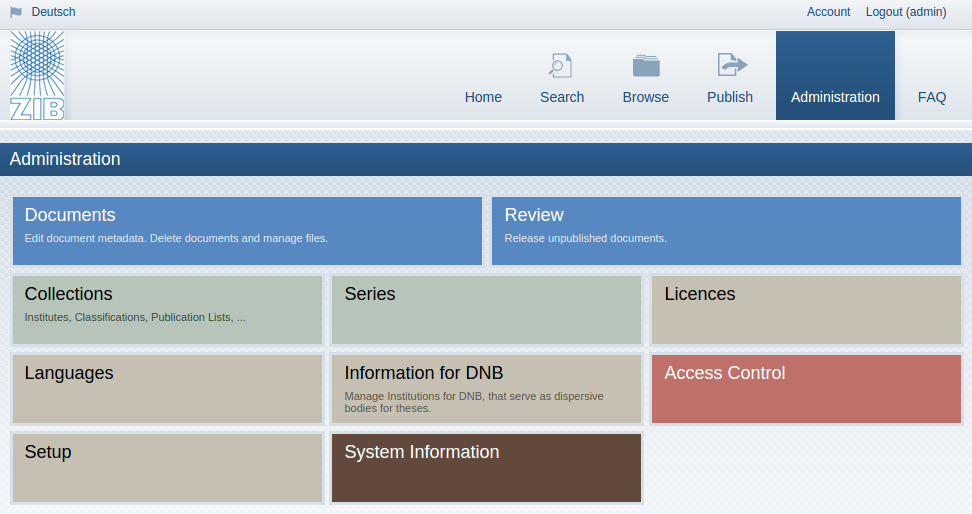 Deutsch
Account Logout (admin)
ZIB
Home Search Browse Publish Administration FAQ
Administration
Documents
Edit document metadata. Delete documents and manage files.
Review
Release unpublished documents.
Collections
Institutes, Classifications, Publication Lists, ...
Series
Licences
Languages
Information for DNB
Manage Institutions for DNB, that serve as dispersive
bodies for theses.
Access Control
Setup
System Information